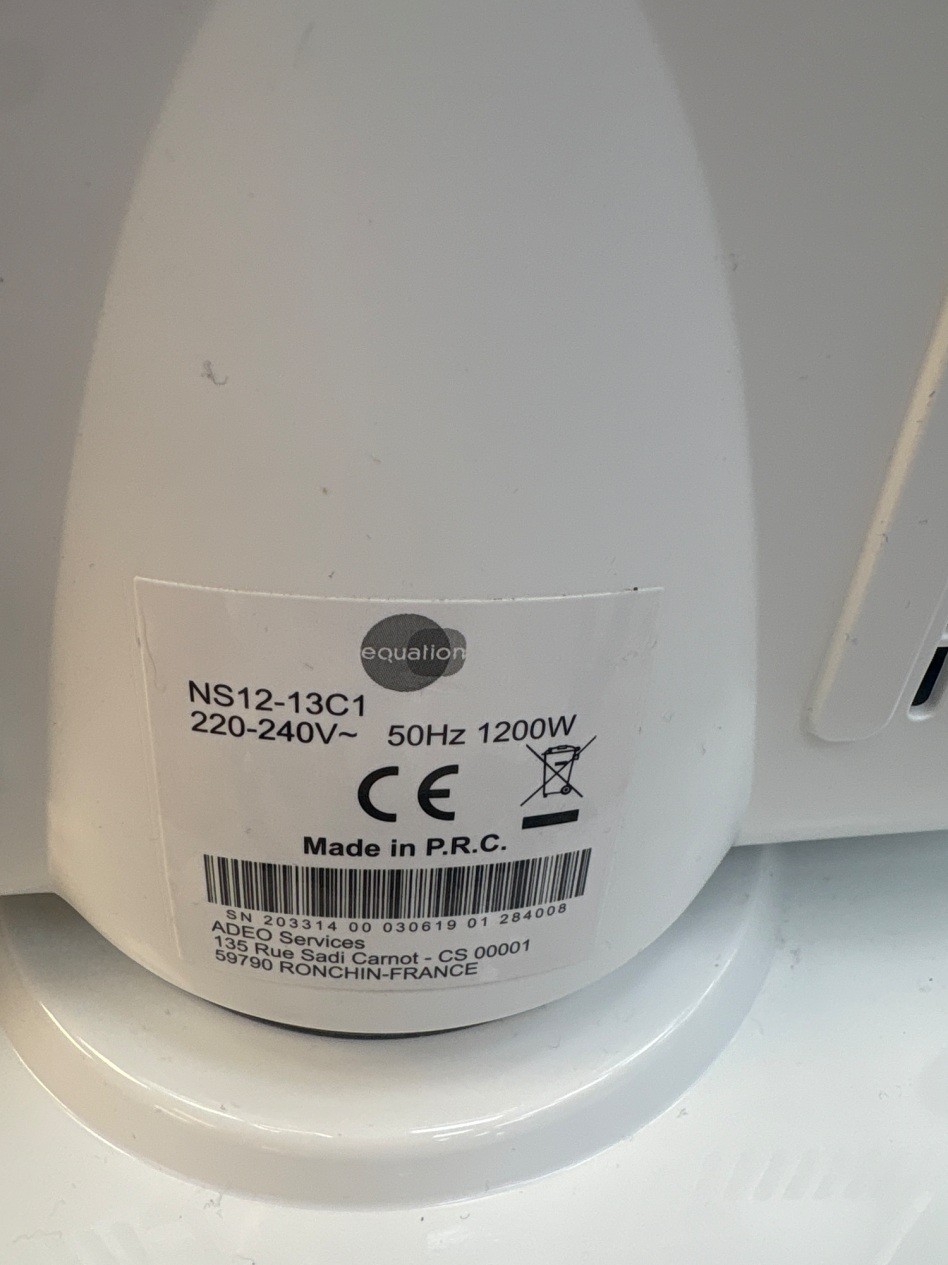 equation
NS12-13C1
220-240V~ 50Hz 1200W
CE
Made in P.R.C.
SN 203314 00 030619 01 284008
ADEO Services
135 Rue Sadi Carnot - CS 00001
59790 RONCHIN-FRANCE